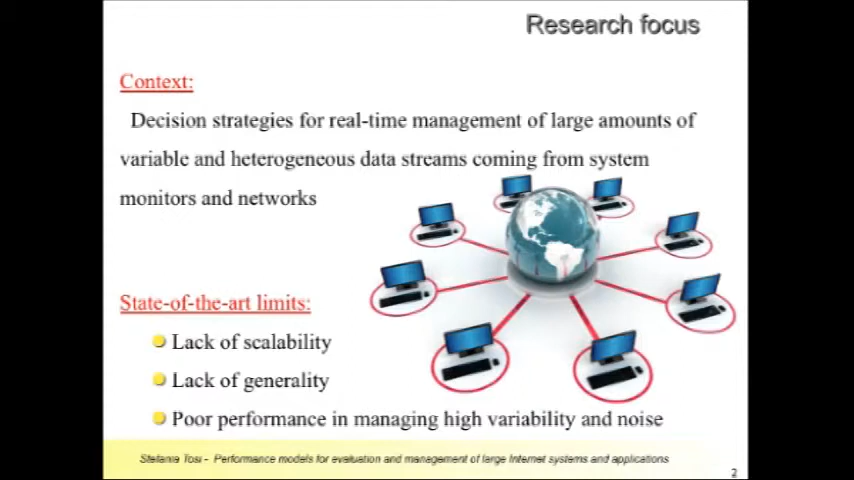 Research focus
Context:
Decision strategies for real-time management of large amounts of
variable and heterogeneous data streams coming from system
monitors and networks
State-of-the-art limits:
Lack of scalability
Lack of generality
Poor performance in managing high variability and noise
Stefania Tosi - Performance models for evaluation and management of large Internet systems and applications
2